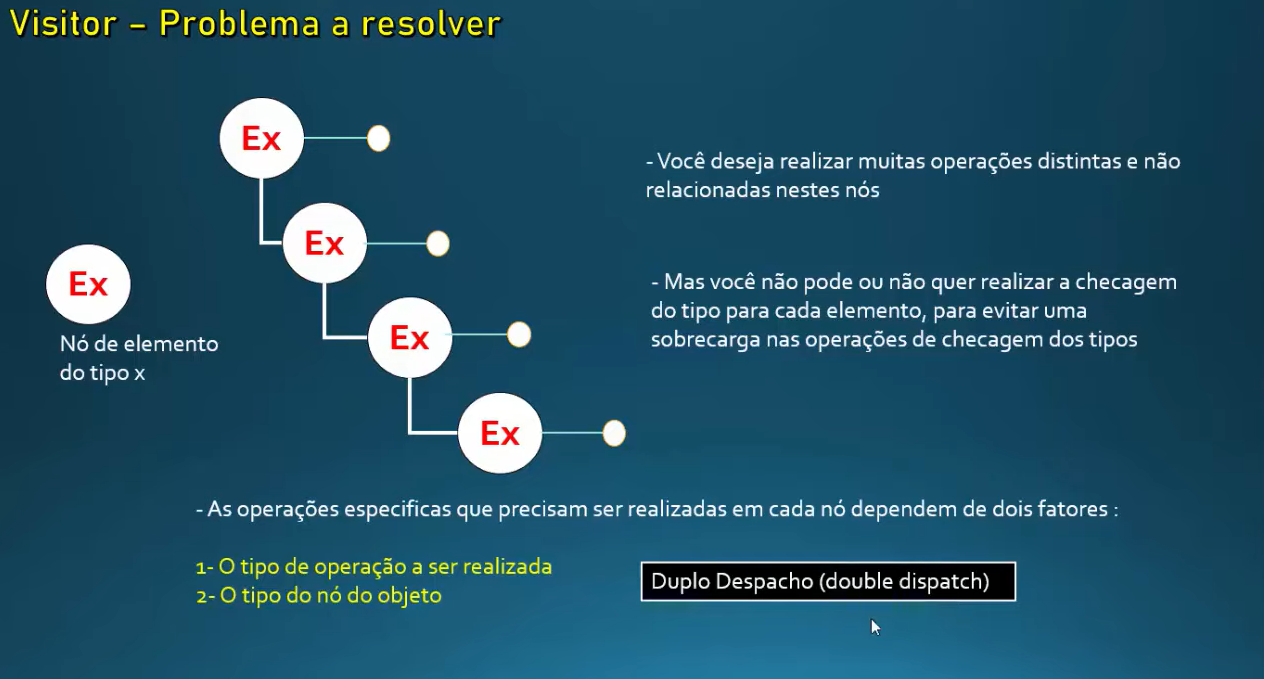 Visitor – Problema a resolver
Ex
Ex
Ex
Nó de elemento
do tipo x
Ex
Ex
- Você deseja realizar muitas operações distintas e não
relacionadas nestes nós
- Mas você não pode ou não quer realizar a checagem
do tipo para cada elemento, para evitar uma
sobrecarga nas operações de checagem dos tipos
- As operações especificas que precisam ser realizadas em cada nó dependem de dois fatores :
1- O tipo de operação a ser realizada
2- O tipo do nó do objeto
Duplo Despacho (double dispatch)